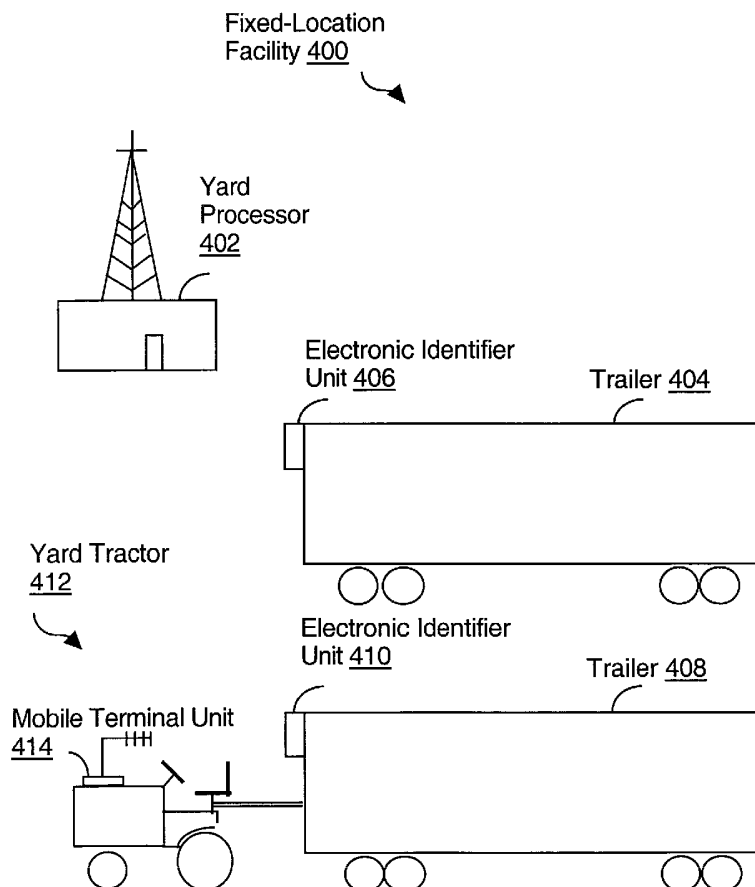 Fixed-Location
Facility 400
Yard
Processor
402
Electronic Identifier
Unit 406
Trailer 404
Yard Tractor
412
Electronic Identifier
Unit 410
Trailer 408
Mobile Terminal Unit
414